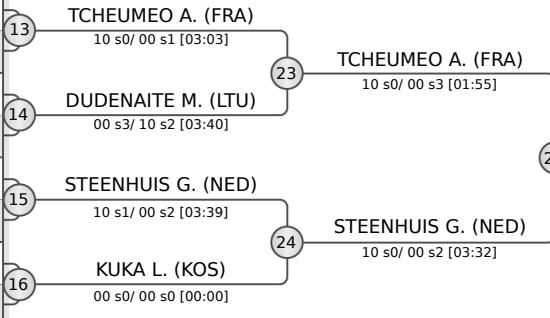 13
TCHEUMEO A. (FRA)
10 s0/ 00 s1 [03:03]
23
TCHEUMEO A. (FRA)
10 s0/ 00 s3 [01:55]
14
DUDENAITE M. (LTU)
00 s3/ 10 s2 [03:40]
15
STEENHUIS G. (NED)
10 s1/ 00 s2 [03:39]
24
STEENHUIS G. (NED)
10 s0/ 00 s2 [03:32]
16
KUKA L. (KOS)
00 s0/ 00 s0 [00:00]